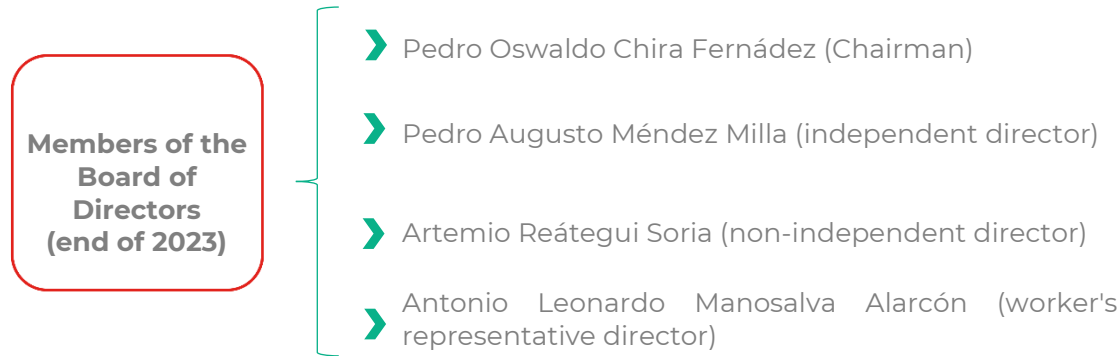 Members of the
Board of
Directors
(end of 2023)
Pedro Oswaldo Chira Fernádez (Chairman)
Pedro Augusto Méndez Milla (independent director)
Artemio Reátegui Soria (non-independent director)
Antonio Leonardo Manosalva Alarcón (worker's
representative director)